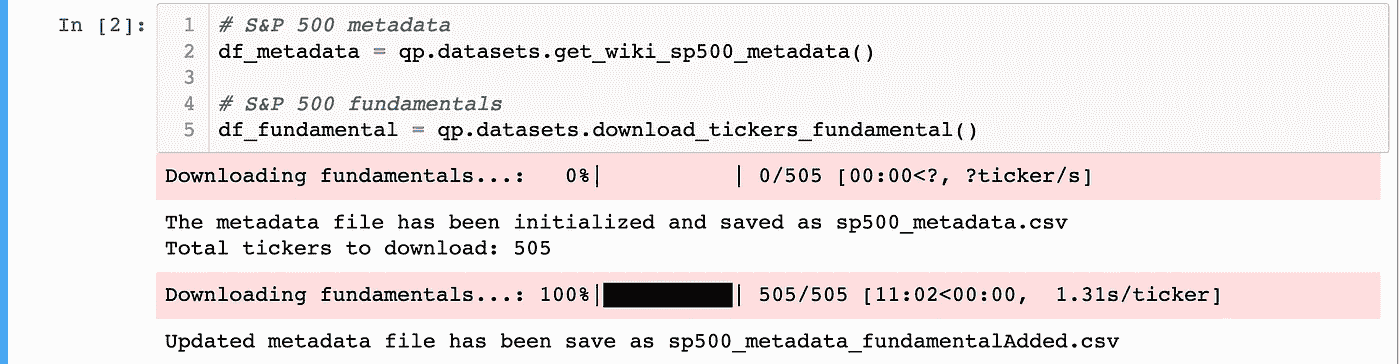 In [2]:
1 # S&P 500 metadata
2 df_metadata = qp.datasets.get_wiki_sp500_metadata()
3
4 # S&P 500 fundamentals
5 df_fundamental = qp.datasets.download_tickers_fundamental()
Downloading fundamentals...:   0%|          | 0/505 [00:00<?, ?ticker/s]
The metadata file has been initialized and saved as sp500_metadata.csv
Total tickers to download: 505
Downloading fundamentals...: 100%|██████████| 505/505 [11:02<00:00,  1.31s/ticker]
Updated metadata file has been save as sp500_metadata_fundamentalAdded.csv